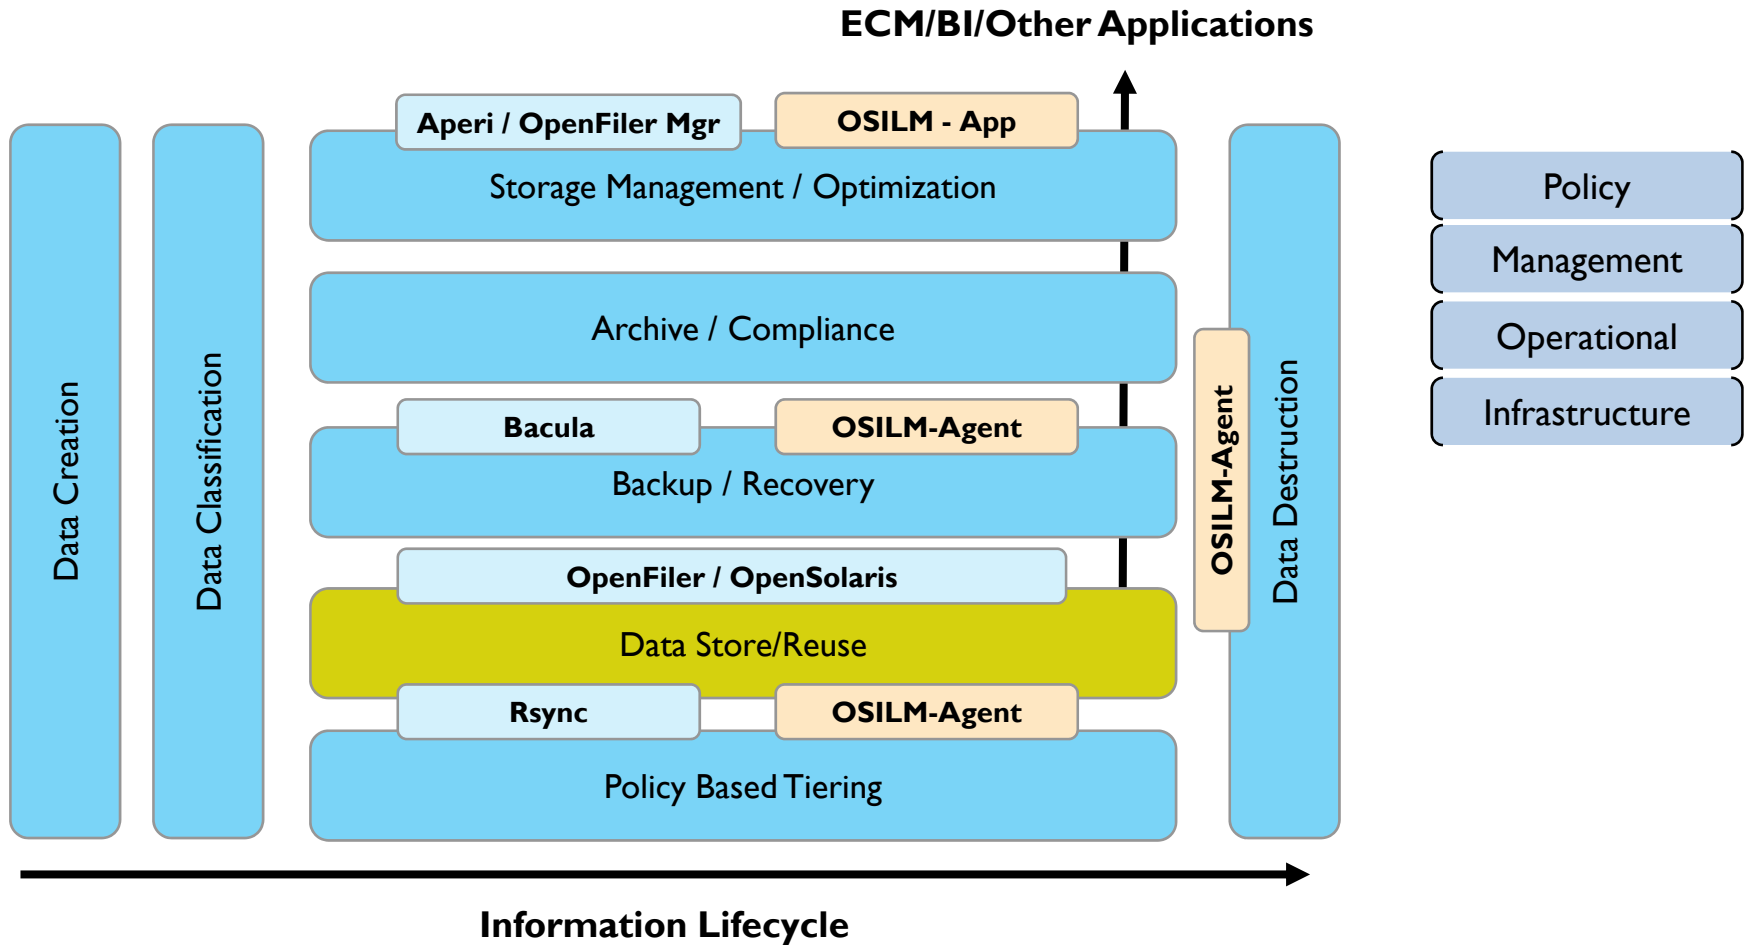 ECM/BI/Other Applications
Aperi / OpenFiler Mgr
OSILM - App
Storage Management / Optimization
Archive / Compliance
Bacula
OSILM-Agent
Backup / Recovery
OpenFiler / OpenSolaris
Data Store/Reuse
Rsync
OSILM-Agent
Policy Based Tiering
Data Creation
Data Classification
OSILM-Agent
Data Destruction
Policy
Management
Operational
Infrastructure
Information Lifecycle